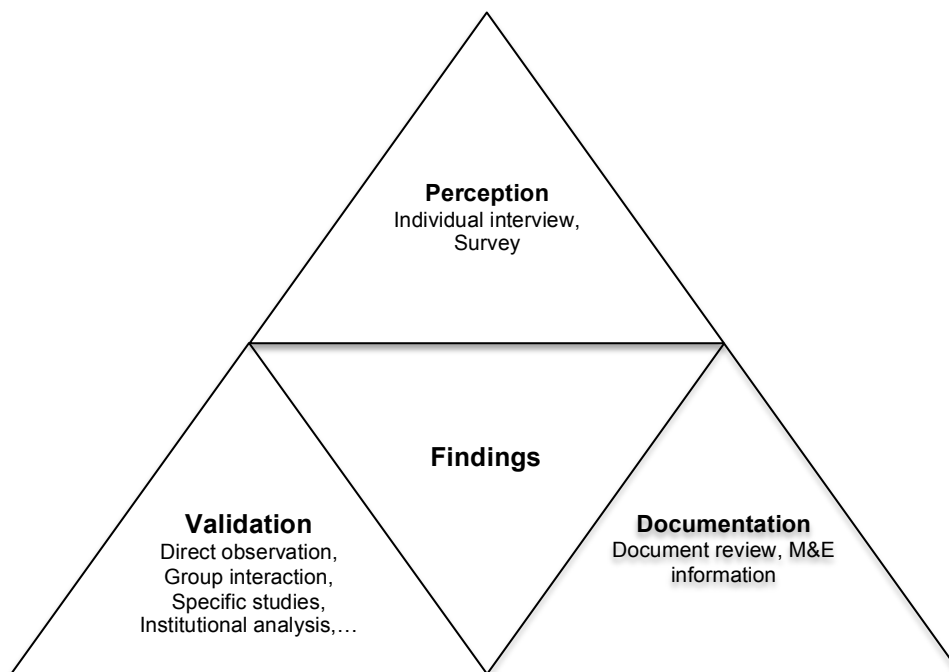 Perception
Individual interview,
Survey
Findings
Validation
Direct observation,
Group interaction,
Specific studies,
Institutional analysis,…
Documentation
Document review, M&E
information